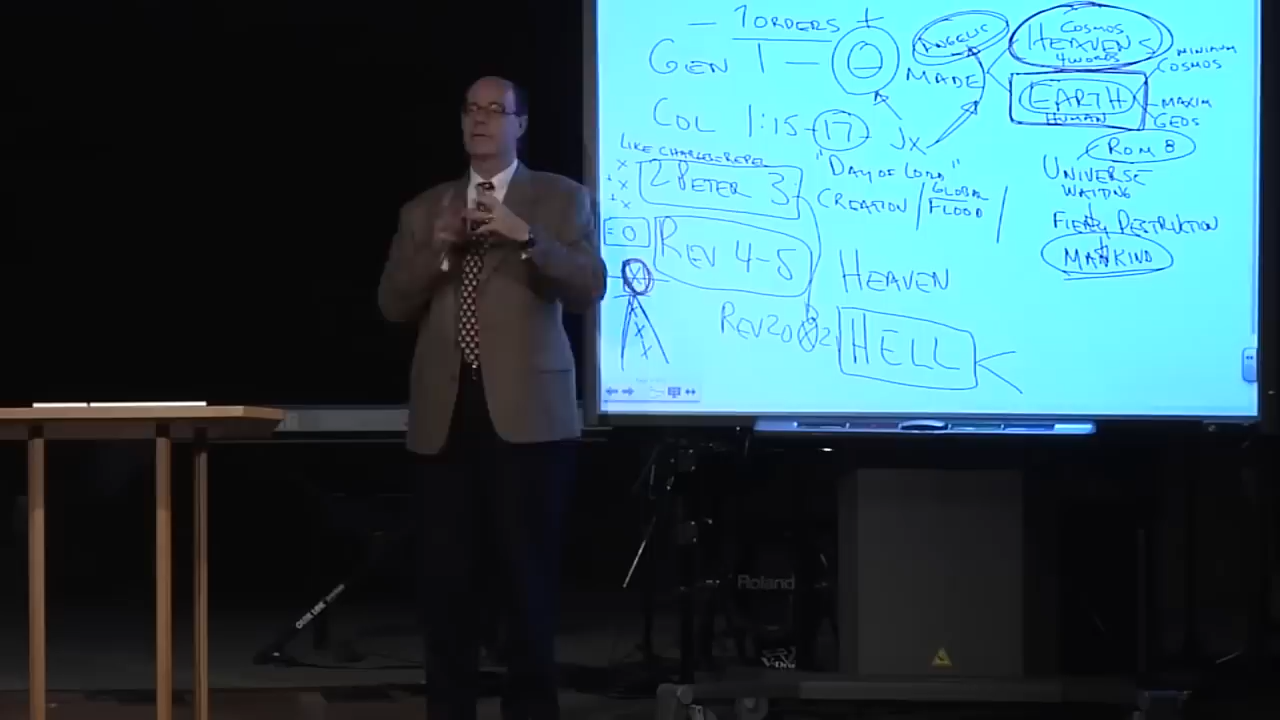 7 ORDERS
GEN 1 — Θ MADE
ANGELIC
COSMOS
HEAVENS
4 WORDS
MINIMUM
COSMOS
EARTH
HUMAN
MAXIM
GEOS
COL 1:15-17 Jx
ROM 8
LIKE CHARGES REPEL
2 PETER 3
"DAY OF LORD"
CREATION / GLOBAL FLOOD /
UNIVERSE
WAITING
FIERY DESTRUCTION
MANKIND
= 0
REV 4-5
HEAVEN
REV 20 22
HELL
Roland